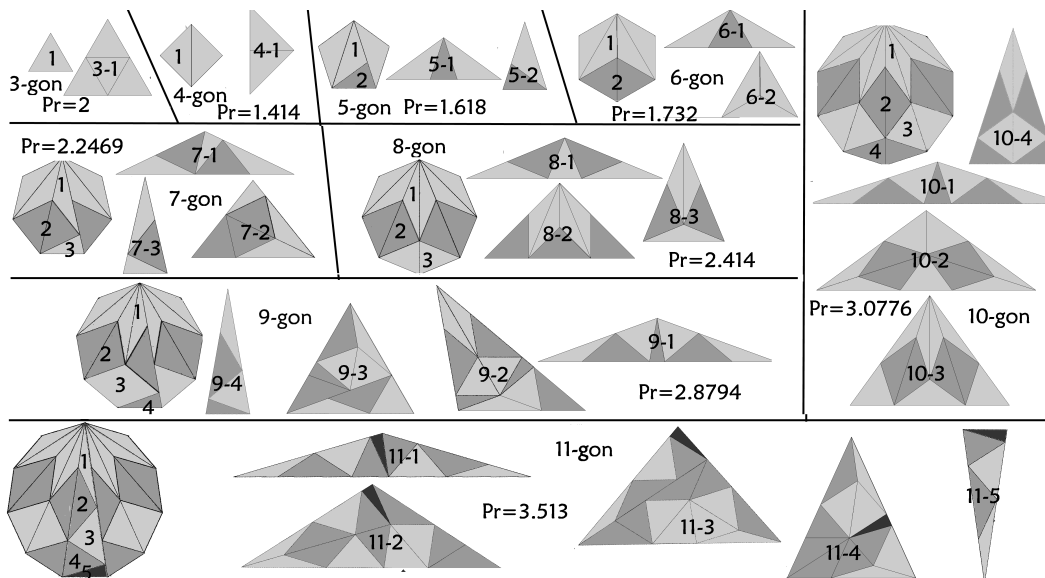 1
3-1
3-gon
Pr=2
1
4-1
4-gon
Pr=1.414
1
2
5-1
5-2
5-gon
Pr=1.618
1
2
6-1
6-2
6-gon
Pr=1.732
1
2
3
4
10-4
10-1
10-2
Pr=3.0776
10-gon
10-3
Pr=2.2469
1
2
3
7-1
7-gon
7-3
7-2
8-gon
1
2
3
8-1
8-2
8-3
Pr=2.414
1
2
3
4
9-gon
9-4
9-3
9-2
9-1
Pr=2.8794
1
2
3
4
5
11-1
11-gon
Pr=3.513
11-2
11-3
11-4
11-5